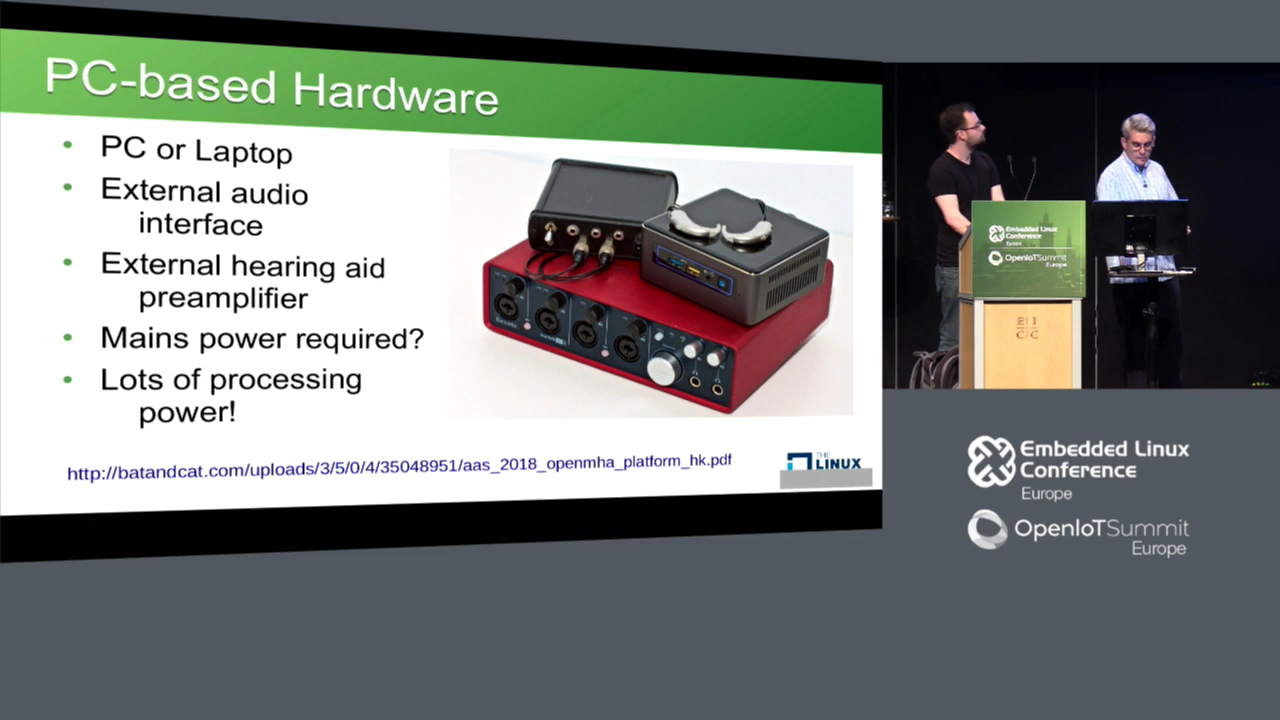 PC-based Hardware
• PC or Laptop
• External audio
interface
• External hearing aid
preamplifier
• Mains power required?
• Lots of processing
power!
http://batandcat.com/uploads/3/5/0/4/35048951/aas_2018_openmha_platform_hk.pdf
THE
LINUX
Embedded Linux
Conference
Europe
OpenIoTSummit
Europe
E I
C C
Embedded Linux
Conference
Europe
OpenIoTSummit
Europe